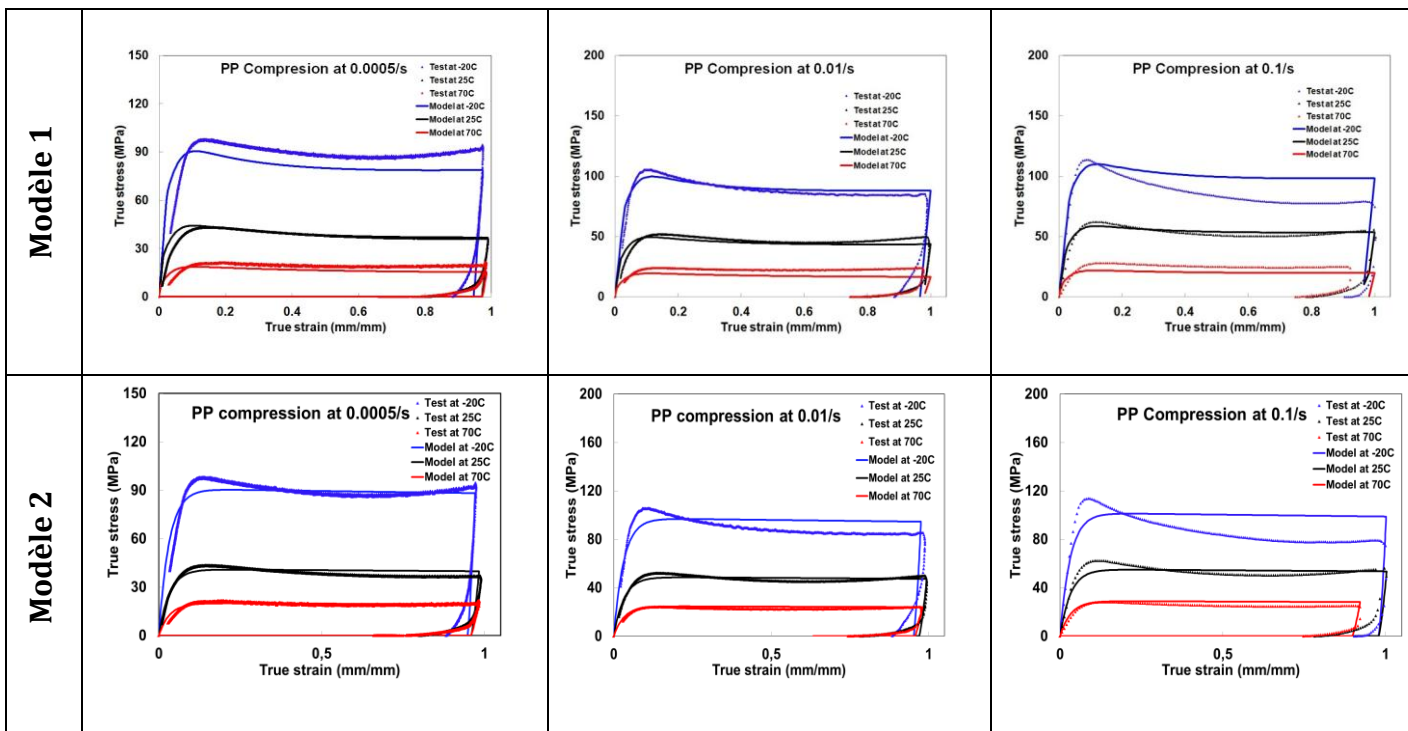 Modèle 1
PP Compresion at 0.0005/s
Test at -20C
Test at 25C
Test at 70C
Model at -20C
Model at 25C
Model at 70C
True stress (MPa)
150
120
90
60
30
0
0
0.2
0.4
0.6
0.8
1
True strain (mm/mm)
PP Compresion at 0.01/s
Test at -20C
Test at 25C
Test at 70C
Model at -20C
Model at 25C
Model at 70C
True stress (MPa)
200
150
100
50
0
0
0.2
0.4
0.6
0.8
1
True strain (mm/mm)
PP Compresion at 0.1/s
Test at -20C
Test at 25C
Test at 70C
Model at -20C
Model at 25C
Model at 70C
True stress (MPa)
200
150
100
50
0
0
0.2
0.4
0.6
0.8
1
True strain (mm/mm)
Modèle 2
PP compression at 0.0005/s
Test at -20C
Test at 25C
Test at 70C
Model at -20C
Model at 25C
Model at 70C
True stress (MPa)
150
120
90
60
30
0
0
0,5
1
True strain (mm/mm)
PP compression at 0.01/s
Test at -20C
Test at 25C
Test at 70C
Model at -20C
Model at 25C
Model at 70C
True stress (MPa)
200
160
120
80
40
0
0
0,5
1
True strain (mm/mm)
PP Compression at 0.1/s
Test at -20C
Test at 25C
Test at 70C
Model at -20C
Model at 25C
Model at 70C
True stress (MPa)
200
160
120
80
40
0
0
0,5
1
True strain (mm/mm)